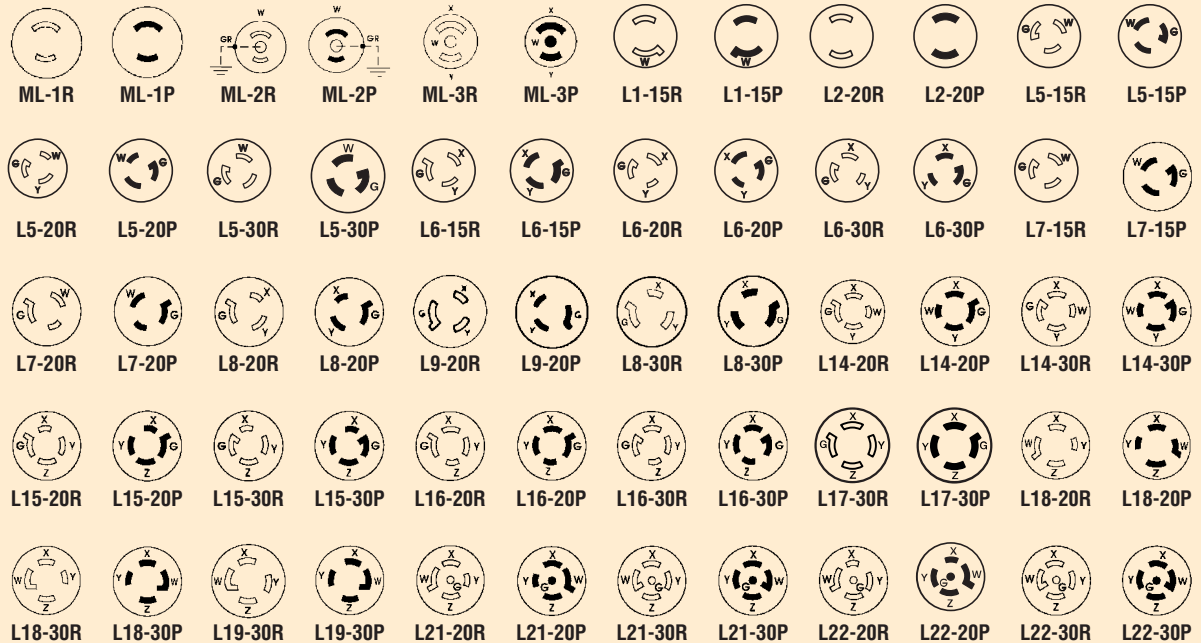 ML-1R ML-1P ML-2R ML-2P ML-3R ML-3P L1-15R L1-15P L2-20R L2-20P L5-15R L5-15P
L5-20R L5-20P L5-30R L5-30P L6-15R L6-15P L6-20R L6-20P L6-30R L6-30P L7-15R L7-15P
L7-20R L7-20P L8-20R L8-20P L9-20R L9-20P L8-30R L8-30P L14-20R L14-20P L14-30R L14-30P
L15-20R L15-20P L15-30R L15-30P L16-20R L16-20P L16-30R L16-30P L17-30R L17-30P L18-20R L18-20P
L18-30R L18-30P L19-30R L19-30P L21-20R L21-20P L21-30R L21-30P L22-20R L22-20P L22-30R L22-30P